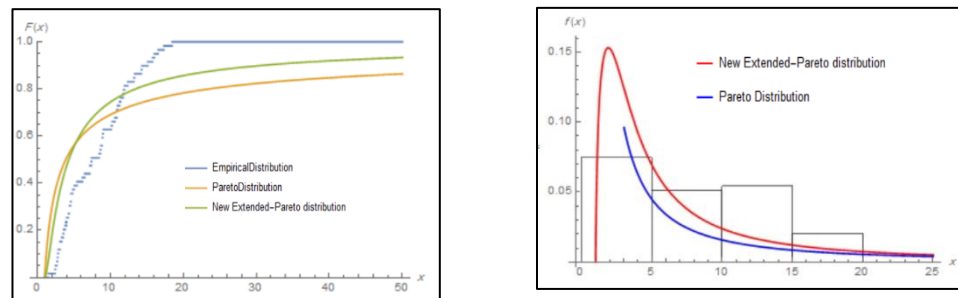 F(x)
1.0
0.8
0.6
0.4
0.2
EmpiricalDistribution
ParetoDistribution
New Extended-Pareto distribution
0 10 20 30 40 50 x
f(x)
0.15
0.10
0.05
New Extended-Pareto distribution
Pareto Distribution
0 5 10 15 20 25 x